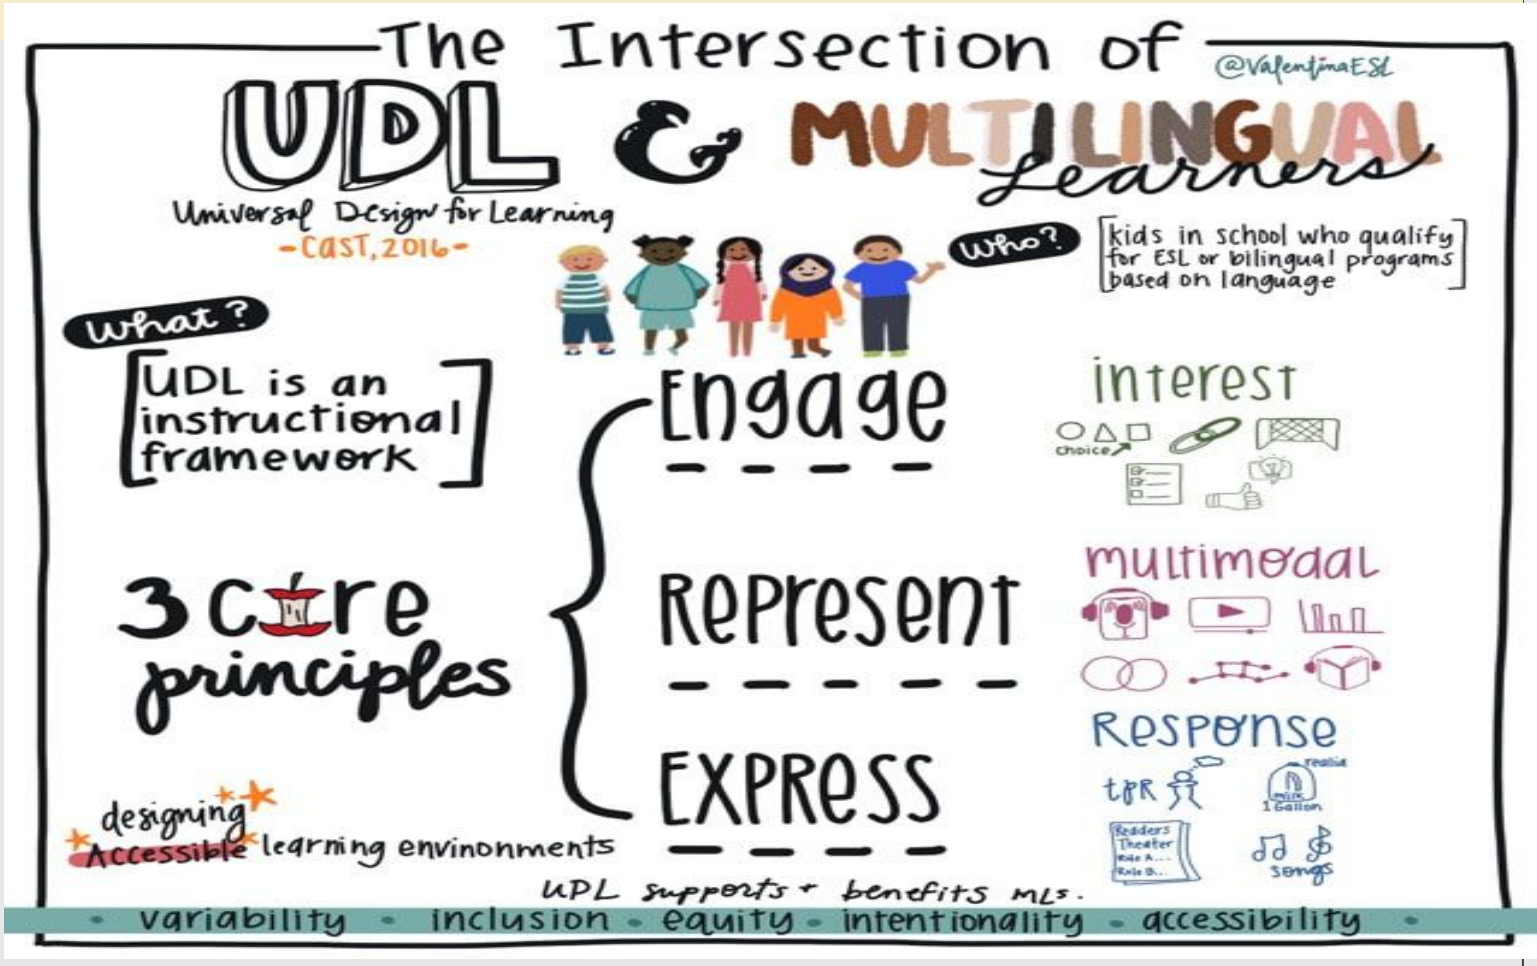 The Intersection of
@ValentinaESL
UDL & MULTILINGUAL
Learners
Universal Design for Learning
-CAST, 2016-
Who?
kids in school who qualify
for ESL or bilingual programs
based on language
What?
UDL is an
instructional
framework
3 core
principles
Engage
interest
choice
Represent
multimodal
Express
Response
TPR
realia
milk
1 Gallon
Readers
Theater
Role A...
Role B...
songs
designing
Accessible learning environments
UPL supports + benefits MLs.
variability • inclusion • equity • intentionality • accessibility